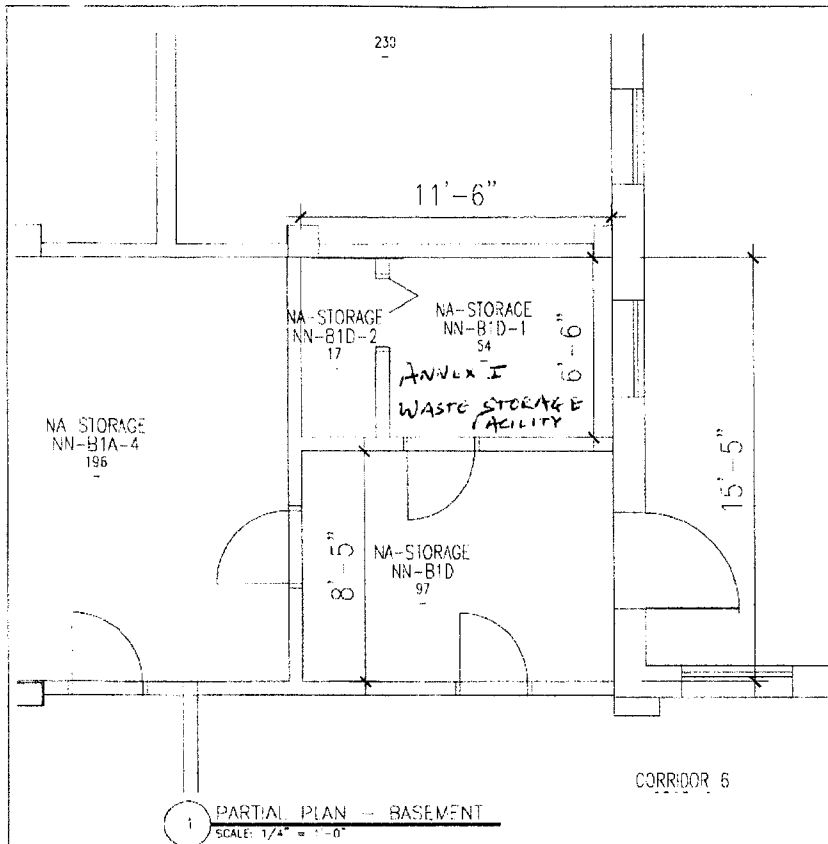 230
11'-6"
NA-STORAGE
NN-B1D-2
17
NA-STORAGE
NN-B1D-1
54
6'-6"
ANNEX I
WASTE STORAGE
FACILITY
NA STORAGE
NN-B1A-4
196
15'-5"
8'-5"
NA-STORAGE
NN-B1D
97
CORRIDOR 6
1
PARTIAL PLAN - BASEMENT
SCALE: 1/4" = 1'-0"